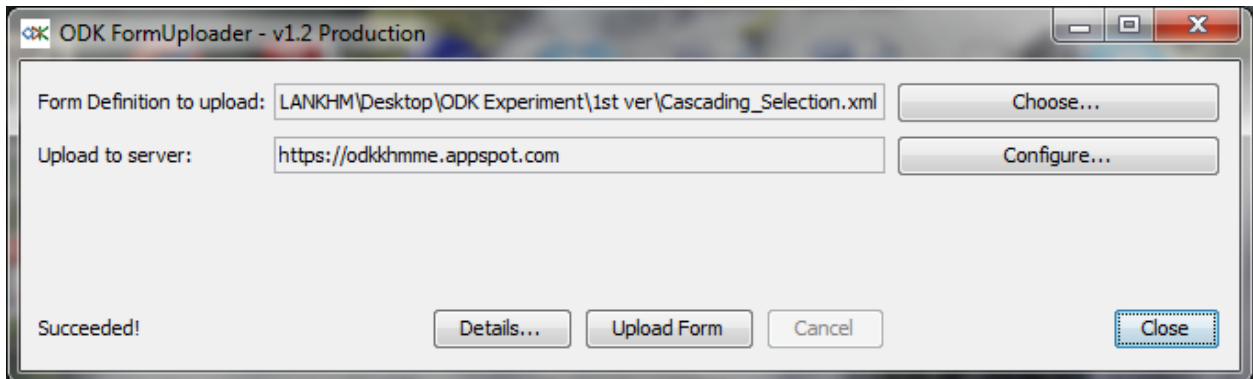 ODK FormUploader - v1.2 Production
Form Definition to upload: LANKHM\Desktop\ODK Experiment\1st ver\Cascading_Selection.xml Choose...
Upload to server: https://odkkhmme.appspot.com Configure...
Succeeded! Details... Upload Form Cancel Close